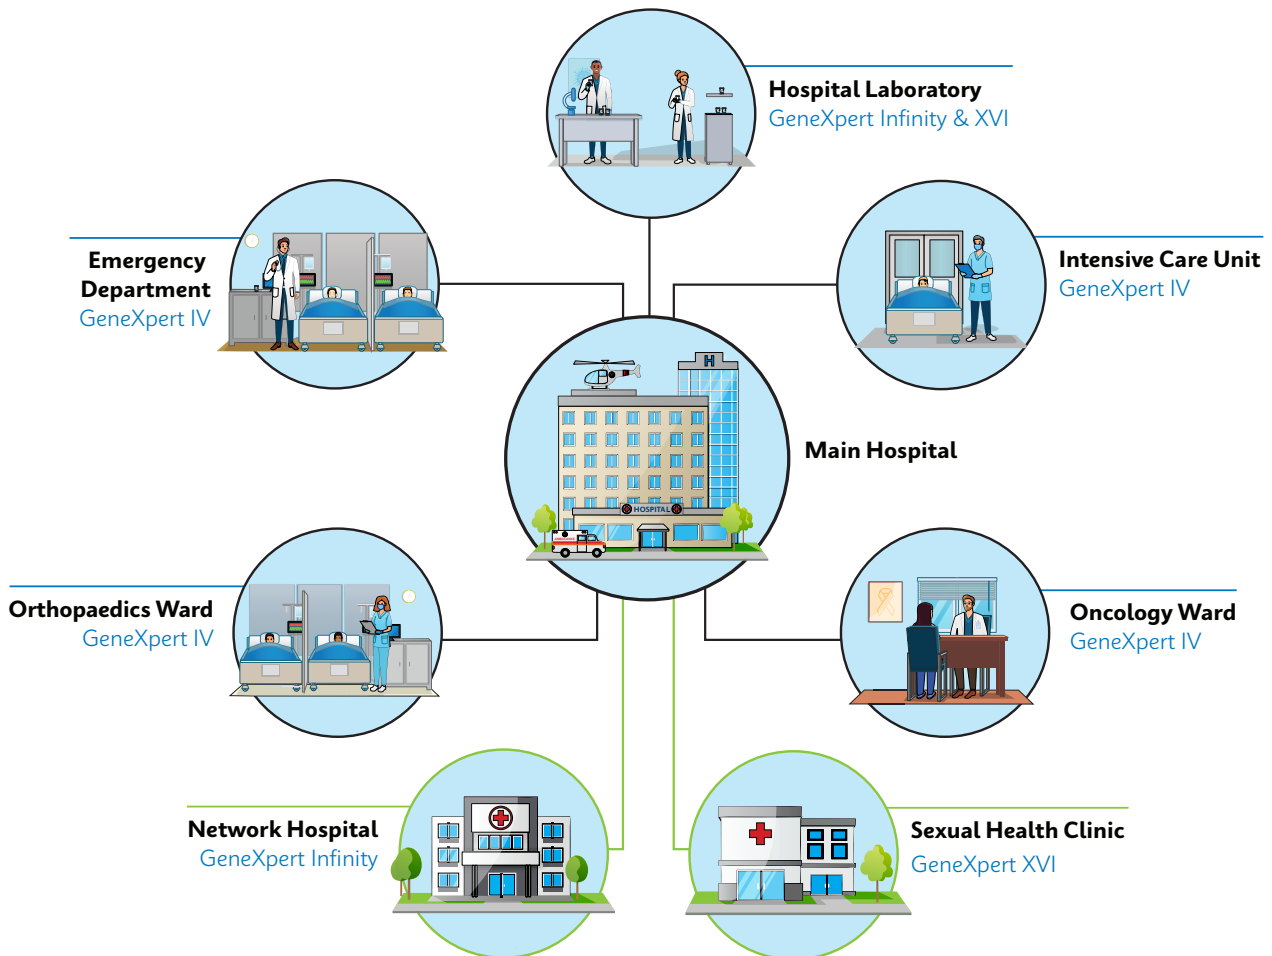 Hospital Laboratory
GeneXpert Infinity & XVI
Emergency
Department
GeneXpert IV
Intensive Care Unit
GeneXpert IV
H
HOSPITAL
Main Hospital
Orthopaedics Ward
GeneXpert IV
Oncology Ward
GeneXpert IV
Network Hospital
GeneXpert Infinity
Sexual Health Clinic
GeneXpert XVI